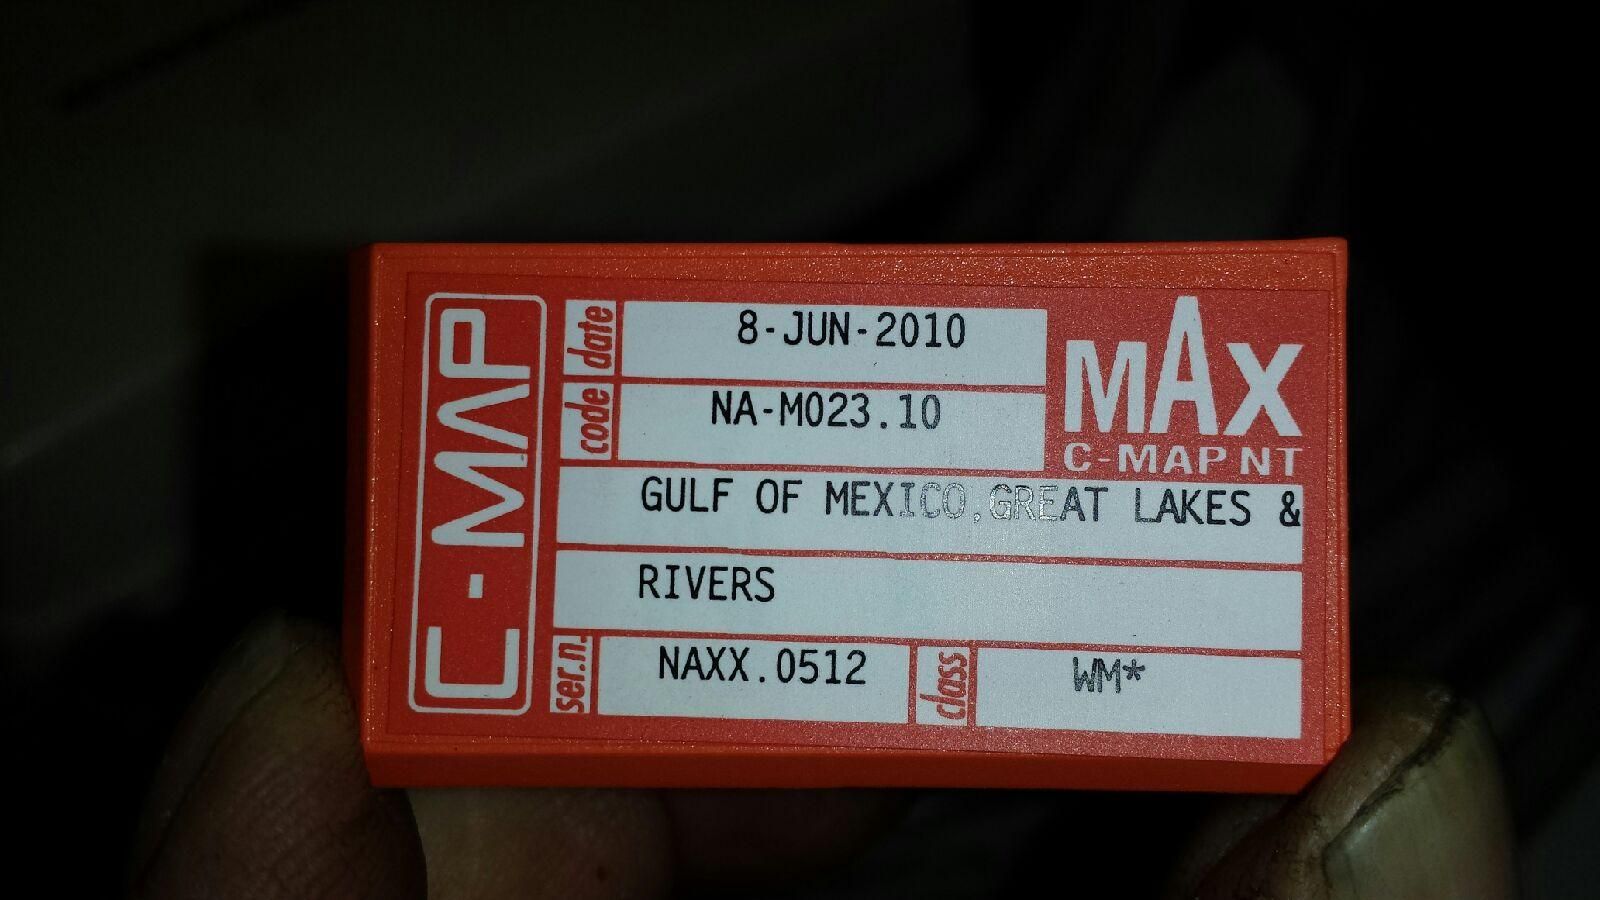 C-MAP
date 8-JUN-2010
code NA-M023.10
MAX
C-MAP NT
GULF OF MEXICO,GREAT LAKES &
RIVERS
ser.n. NAXX.0512 class WM*